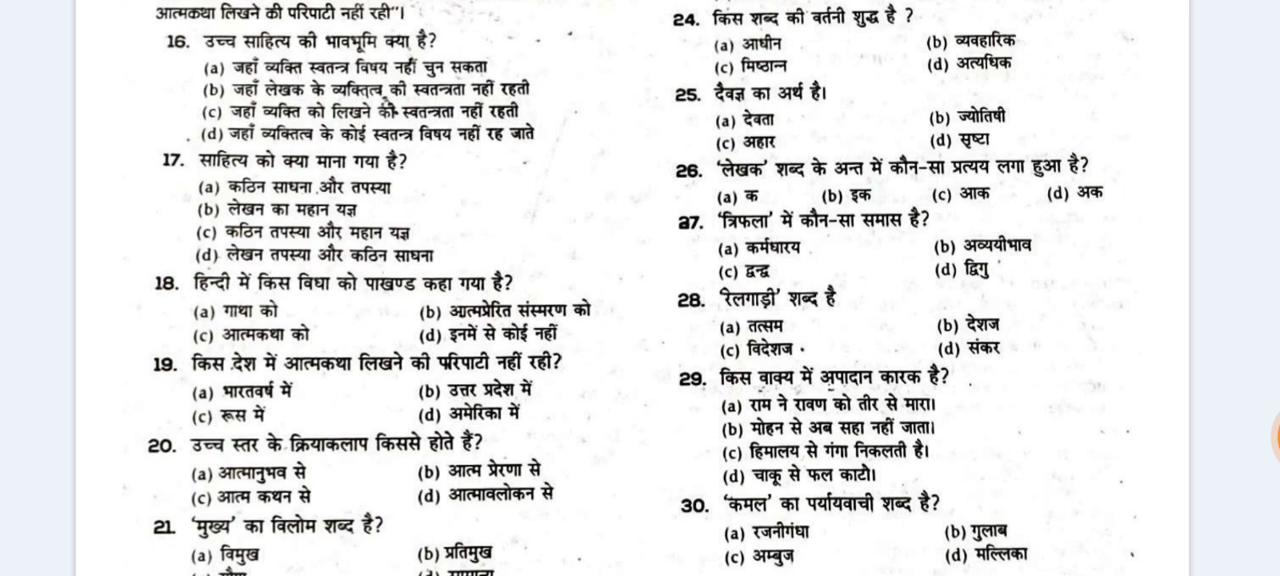 आत्मकथा लिखने की परिपाटी नहीं रही"।
16. उच्च साहित्य की भावभूमि क्या है?
(a) जहाँ व्यक्ति स्वतन्त्र विषय नहीं चुन सकता
(b) जहाँ लेखक के व्यक्तित्व की स्वतन्त्रता नहीं रहती
(c) जहाँ व्यक्ति को लिखने की स्वतन्त्रता नहीं रहती
(d) जहाँ व्यक्तित्व के कोई स्वतन्त्र विषय नहीं रह जाते
17. साहित्य को क्या माना गया है?
(a) कठिन साधना और तपस्या
(b) लेखन का महान यज्ञ
(c) कठिन तपस्या और महान यज्ञ
(d) लेखन तपस्या और कठिन साधना
18. हिन्दी में किस विधा को पाखण्ड कहा गया है?
(a) गाथा को (b) आत्मप्रेरित संस्मरण को
(c) आत्मकथा को (d) इनमें से कोई नहीं
19. किस देश में आत्मकथा लिखने की परिपाटी नहीं रही?
(a) भारतवर्ष में (b) उत्तर प्रदेश में
(c) रूस में (d) अमेरिका में
20. उच्च स्तर के क्रियाकलाप किससे होते हैं?
(a) आत्मानुभव से (b) आत्म प्रेरणा से
(c) आत्म कथन से (d) आत्मावलोकन से
21. 'मुख्य' का विलोम शब्द है?
(a) विमुख (b) प्रतिमुख
24. किस शब्द की वर्तनी शुद्ध है ?
(a) आधीन (b) व्यवहारिक
(c) मिष्ठान्न (d) अत्यधिक
25. दैवज्ञ का अर्थ है।
(a) देवता (b) ज्योतिषी
(c) अहार (d) सृष्टा
26. 'लेखक' शब्द के अन्त में कौन-सा प्रत्यय लगा हुआ है?
(a) क (b) इक (c) आक (d) अक
27. 'त्रिफला' में कौन-सा समास है?
(a) कर्मधारय (b) अव्ययीभाव
(c) द्वन्द्व (d) द्विगु
28. 'रेलगाड़ी' शब्द है
(a) तत्सम (b) देशज
(c) विदेशज (d) संकर
29. किस वाक्य में अपादान कारक है?
(a) राम ने रावण को तीर से मारा।
(b) मोहन से अब सहा नहीं जाता।
(c) हिमालय से गंगा निकलती है।
(d) चाकू से फल काटो।
30. 'कमल' का पर्यायवाची शब्द है?
(a) रजनीगंधा (b) गुलाब
(c) अम्बुज (d) मल्लिका